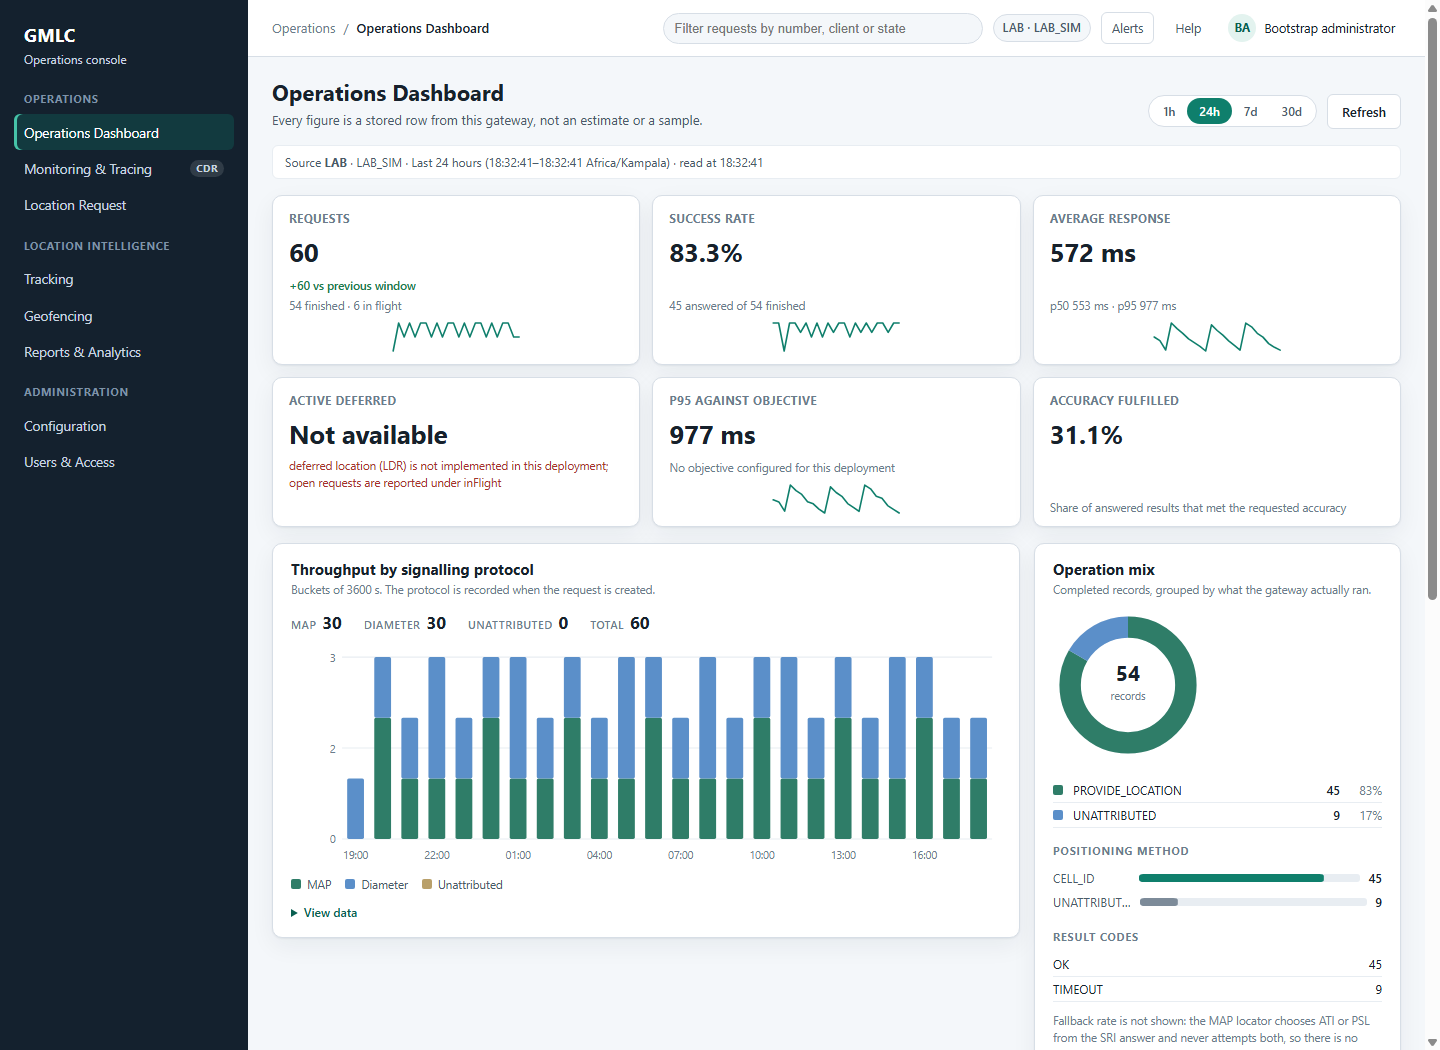 GMLC
Operations console
OPERATIONS
Operations Dashboard
Monitoring & Tracing CDR
Location Request
LOCATION INTELLIGENCE
Tracking
Geofencing
Reports & Analytics
ADMINISTRATION
Configuration
Users & Access
Operations / Operations Dashboard
Filter requests by number, client or state
LAB · LAB_SIM
Alerts
Help
BA Bootstrap administrator
Operations Dashboard
Every figure is a stored row from this gateway, not an estimate or a sample.
1h 24h 7d 30d
Refresh
Source LAB · LAB_SIM · Last 24 hours (18:32:41–18:32:41 Africa/Kampala) · read at 18:32:41
REQUESTS
60
+60 vs previous window
54 finished · 6 in flight
SUCCESS RATE
83.3%
45 answered of 54 finished
AVERAGE RESPONSE
572 ms
p50 553 ms · p95 977 ms
ACTIVE DEFERRED
Not available
deferred location (LDR) is not implemented in this deployment;
open requests are reported under inFlight
P95 AGAINST OBJECTIVE
977 ms
No objective configured for this deployment
ACCURACY FULFILLED
31.1%
Share of answered results that met the requested accuracy
Throughput by signalling protocol
Buckets of 3600 s. The protocol is recorded when the request is created.
MAP 30 DIAMETER 30 UNATTRIBUTED 0 TOTAL 60
3
2
0
19:00 22:00 01:00 04:00 07:00 10:00 13:00 16:00
MAP Diameter Unattributed
View data
Operation mix
Completed records, grouped by what the gateway actually ran.
54
records
PROVIDE_LOCATION 45 83%
UNATTRIBUTED 9 17%
POSITIONING METHOD
CELL_ID 45
UNATTRIBUT... 9
RESULT CODES
OK 45
TIMEOUT 9
Fallback rate is not shown: the MAP locator chooses ATI or PSL
from the SRI answer and never attempts both, so there is no